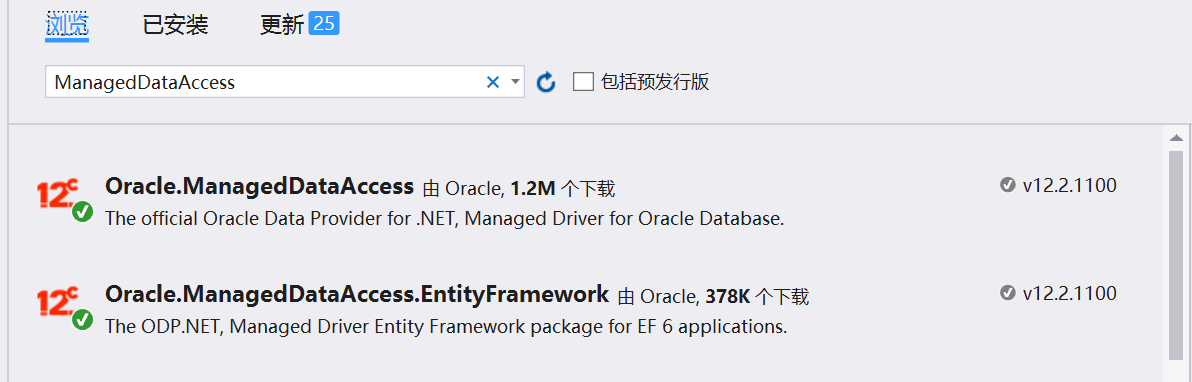 浏览 已安装 更新 25
ManagedDataAccess 包括预发行版
12c Oracle.ManagedDataAccess 由 Oracle, 1.2M 个下载 v12.2.1100
The official Oracle Data Provider for .NET, Managed Driver for Oracle Database.
12c Oracle.ManagedDataAccess.EntityFramework 由 Oracle, 378K 个下载 v12.2.1100
The ODP.NET, Managed Driver Entity Framework package for EF 6 applications.